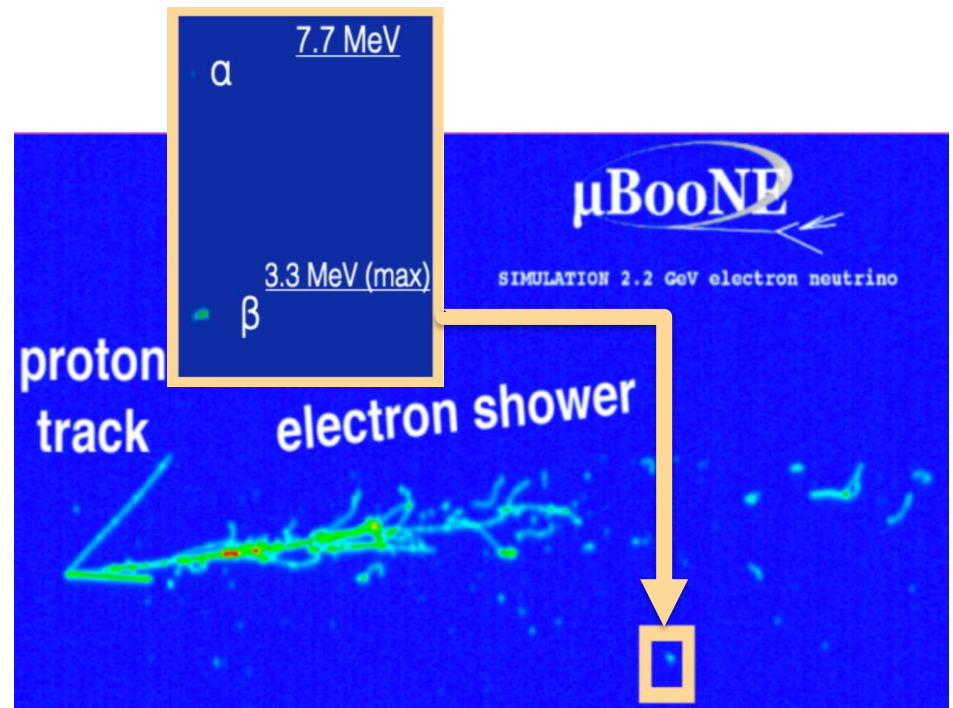 7.7 MeV
α
3.3 MeV (max)
β
µBooNE
SIMULATION 2.2 GeV electron neutrino
proton
track
electron shower